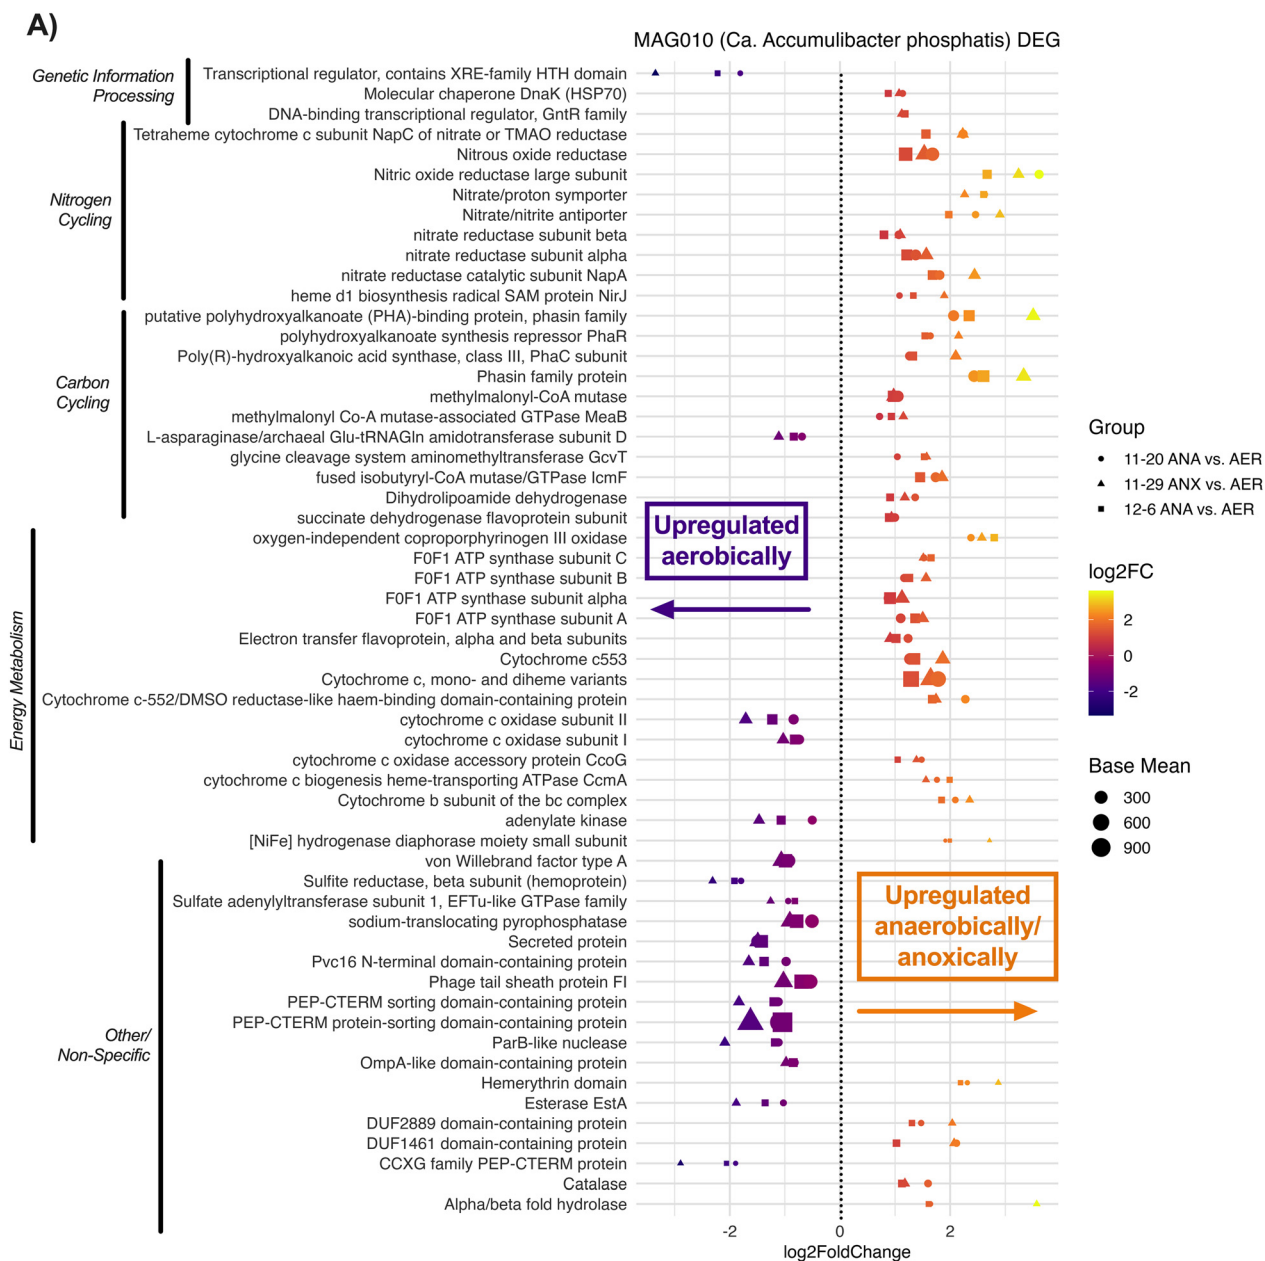 A)
MAG010 (Ca. Accumulibacter phosphatis) DEG
Genetic Information
Processing
Transcriptional regulator, contains XRE-family HTH domain
Molecular chaperone DnaK (HSP70)
DNA-binding transcriptional regulator, GntR family
Nitrogen
Cycling
Tetraheme cytochrome c subunit NapC of nitrate or TMAO reductase
Nitrous oxide reductase
Nitric oxide reductase large subunit
Nitrate/proton symporter
Nitrate/nitrite antiporter
nitrate reductase subunit beta
nitrate reductase subunit alpha
nitrate reductase catalytic subunit NapA
heme d1 biosynthesis radical SAM protein NirJ
Carbon
Cycling
putative polyhydroxyalkanoate (PHA)-binding protein, phasin family
polyhydroxyalkanoate synthesis repressor PhaR
Poly(R)-hydroxyalkanoic acid synthase, class III, PhaC subunit
Phasin family protein
methylmalonyl-CoA mutase
methylmalonyl Co-A mutase-associated GTPase MeaB
L-asparaginase/archaeal Glu-tRNAGln amidotransferase subunit D
glycine cleavage system aminomethyltransferase GcvT
fused isobutyryl-CoA mutase/GTPase IcmF
Dihydrolipoamide dehydrogenase
succinate dehydrogenase flavoprotein subunit
Energy Metabolism
oxygen-independent coproporphyrinogen III oxidase
F0F1 ATP synthase subunit C
F0F1 ATP synthase subunit B
F0F1 ATP synthase subunit alpha
F0F1 ATP synthase subunit A
Electron transfer flavoprotein, alpha and beta subunits
Cytochrome c553
Cytochrome c, mono- and diheme variants
Cytochrome c-552/DMSO reductase-like haem-binding domain-containing protein
cytochrome c oxidase subunit II
cytochrome c oxidase subunit I
cytochrome c oxidase accessory protein CcoG
cytochrome c biogenesis heme-transporting ATPase CcmA
Cytochrome b subunit of the bc complex
adenylate kinase
[NiFe] hydrogenase diaphorase moiety small subunit
Other/
Non-Specific
von Willebrand factor type A
Sulfite reductase, beta subunit (hemoprotein)
Sulfate adenylyltransferase subunit 1, EFTu-like GTPase family
sodium-translocating pyrophosphatase
Secreted protein
Pvc16 N-terminal domain-containing protein
Phage tail sheath protein FI
PEP-CTERM sorting domain-containing protein
PEP-CTERM protein-sorting domain-containing protein
ParB-like nuclease
OmpA-like domain-containing protein
Hemerythrin domain
Esterase EstA
DUF2889 domain-containing protein
DUF1461 domain-containing protein
CCXG family PEP-CTERM protein
Catalase
Alpha/beta fold hydrolase
Upregulated
aerobically
Upregulated
anaerobically/
anoxically
-2
0
2
log2FoldChange
Group
11-20 ANA vs. AER
11-29 ANX vs. AER
12-6 ANA vs. AER
log2FC
2
0
-2
Base Mean
300
600
900